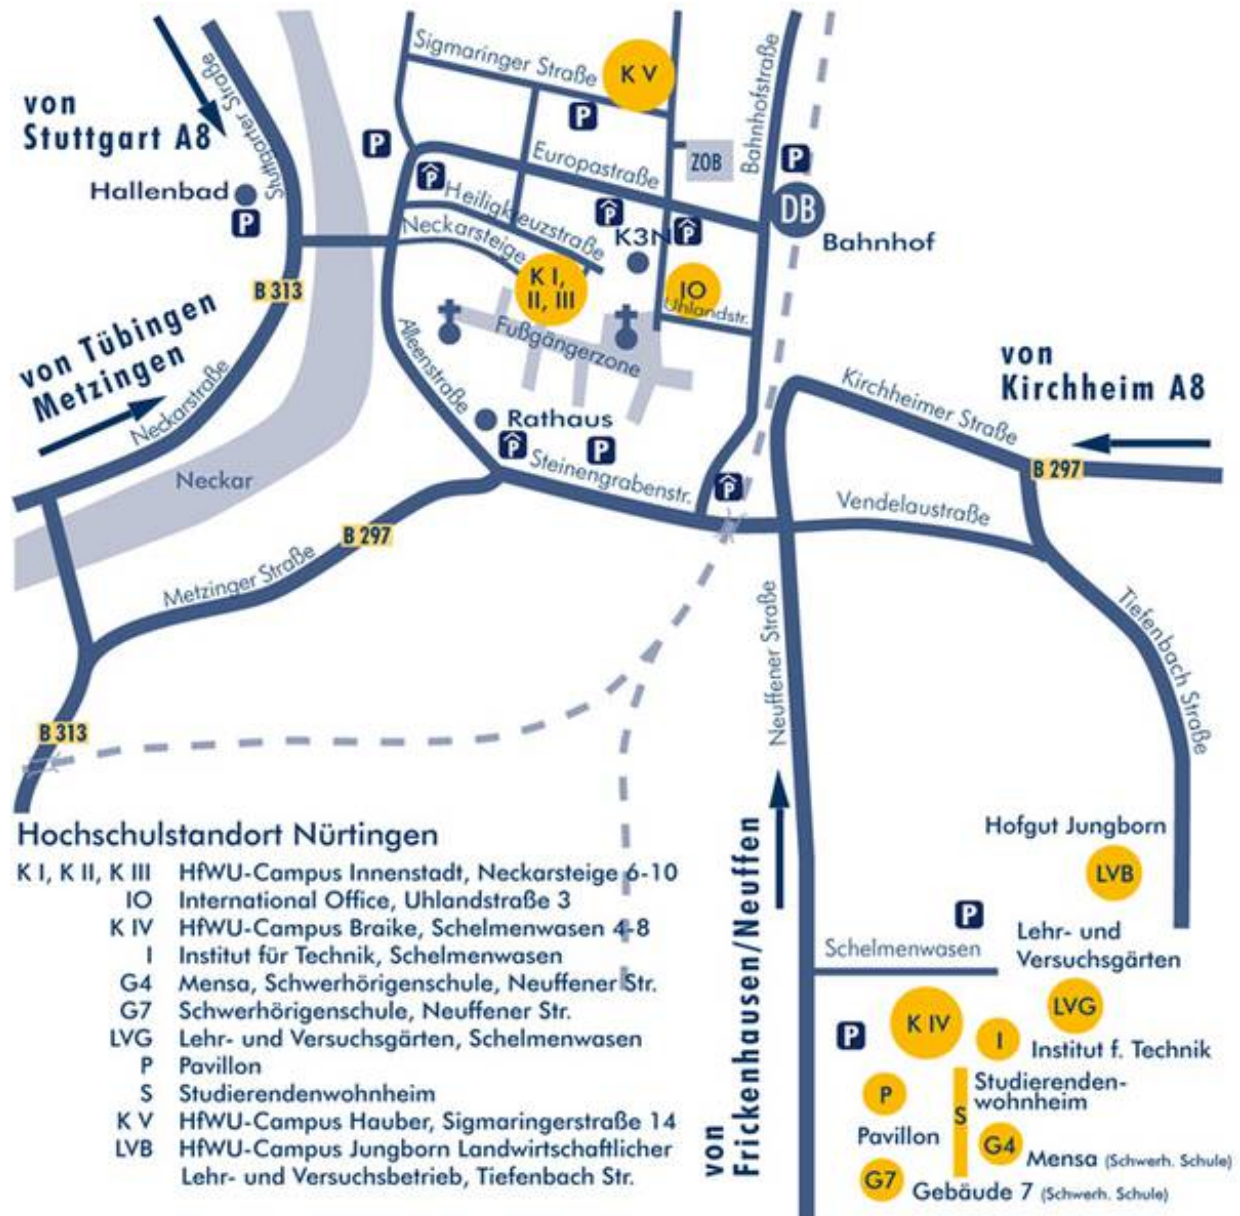 Sigmaringer Straße
K V
von
Stuttgart A8
Stuttgarter Straße
Hallenbad
P
P
P
P
P
Europastraße
ZOB
Bahnhofstraße
P
DB
Bahnhof
Heiligkreuzstraße
Neckarsteige
P
K3N
P
K I,
II, III
IO
Uhlandstr.
B 313
Fußgängerzone
von Tübingen
Metzingen
Neckarstraße
Alleenstraße
Rathaus
P
P
Steinengrabenstr.
P
von
Kirchheim A8
Kirchheimer Straße
B 297
Neckar
Vendelaustraße
B 297
Metzinger Straße
Neuffener Straße
Tiefenbach Straße
B 313
von
Frickenhausen/Neuffen
Hofgut Jungborn
LVB
P
Schelmenwasen
Lehr- und
Versuchsgärten
LVG
K IV
P
I
Institut f. Technik
P
Pavillon
S
Studierenden-
wohnheim
G4
Mensa (Schwerh. Schule)
G7
Gebäude 7 (Schwerh. Schule)
Hochschulstandort Nürtingen
K I, K II, K III HfWU-Campus Innenstadt, Neckarsteige 6-10
IO International Office, Uhlandstraße 3
K IV HfWU-Campus Braike, Schelmenwasen 4-8
I Institut für Technik, Schelmenwasen
G4 Mensa, Schwerhörigenschule, Neuffener Str.
G7 Schwerhörigenschule, Neuffener Str.
LVG Lehr- und Versuchsgärten, Schelmenwasen
P Pavillon
S Studierendenwohnheim
K V HfWU-Campus Hauber, Sigmaringerstraße 14
LVB HfWU-Campus Jungborn Landwirtschaftlicher
Lehr- und Versuchsbetrieb, Tiefenbach Str.